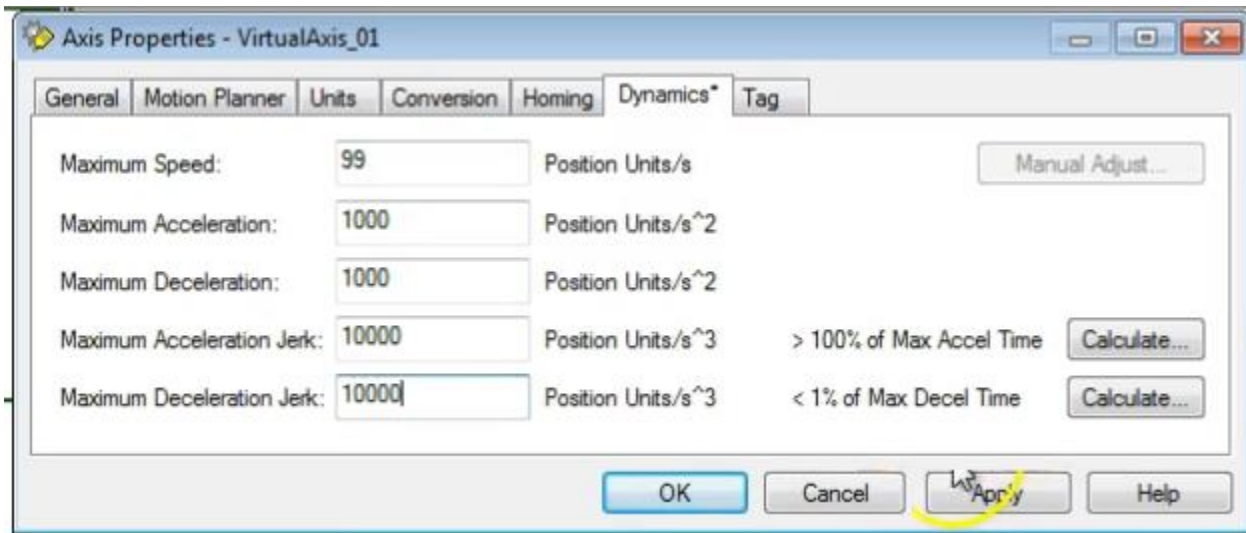 Axis Properties - VirtualAxis_01
General Motion Planner Units Conversion Homing Dynamics* Tag
Maximum Speed: 99 Position Units/s Manual Adjust...
Maximum Acceleration: 1000 Position Units/s^2
Maximum Deceleration: 1000 Position Units/s^2
Maximum Acceleration Jerk: 10000 Position Units/s^3 > 100% of Max Accel Time Calculate...
Maximum Deceleration Jerk: 10000 Position Units/s^3 < 1% of Max Decel Time Calculate...
OK Cancel Apply Help